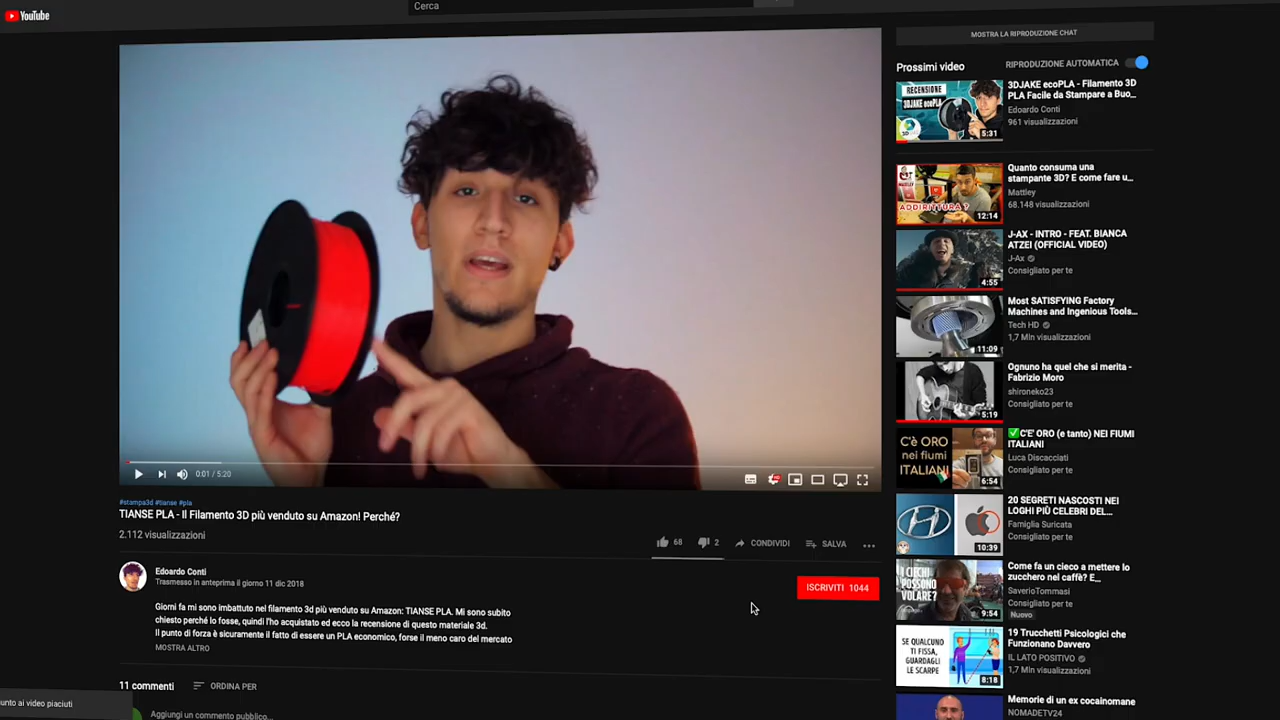 YouTube
Cerca
MOSTRA LA RIPRODUZIONE CHAT
Prossimi video
RIPRODUZIONE AUTOMATICA
RECENSIONE
3DJAKE ecoPLA
5:31
3DJAKE ecoPLA - Filamento 3D
PLA Facile da Stampare a Buo...
Edoardo Conti
961 visualizzazioni
MATTLEY
ADDIRITTURA ?
12:14
Quanto consuma una
stampante 3D? E come fare u...
Mattley
68.148 visualizzazioni
4:55
J-AX - INTRO - FEAT. BIANCA
ATZEI (OFFICIAL VIDEO)
J-Ax
Consigliato per te
11:09
Most SATISFYING Factory
Machines and Ingenious Tools...
Tech HD
1,7 Mln visualizzazioni
5:19
Ognuno ha quel che si merita -
Fabrizio Moro
shironeko23
Consigliato per te
C'è ORO
nei fiumi
ITALIANI
6:54
C'E' ORO (e tanto) NEI FIUMI
ITALIANI
Luca Discacciati
Consigliato per te
10:39
20 SEGRETI NASCOSTI NEI
LOGHI PIÙ CELEBRI DEL...
Famiglia Suricata
Consigliato per te
I CIECHI
POSSONO
VOLARE?
9:54
Come fa un cieco a mettere lo
zucchero nel caffè? E...
SaverioTommasi
Consigliato per te
Nuovo
SE QUALCUNO
TI FISSA,
GUARDAGLI
LE SCARPE
8:18
19 Trucchetti Psicologici che
Funzionano Davvero
IL LATO POSITIVO
1,7 Mln visualizzazioni
Memorie di un ex cocainomane
NOMADETV24
0:01 / 5:20
#stampa3d #tianse #pla
TIANSE PLA - Il Filamento 3D più venduto su Amazon! Perché?
2.112 visualizzazioni
68
2
CONDIVIDI
SALVA
Edoardo Conti
Trasmesso in anteprima il giorno 11 dic 2018
ISCRIVITI 1044
Giorni fa mi sono imbattuto nel filamento 3d più venduto su Amazon: TIANSE PLA. Mi sono subito
chiesto perché lo fosse, quindi l'ho acquistato ed ecco la recensione di questo materiale 3d.
Il punto di forza è sicuramente il fatto di essere un PLA economico, forse il meno caro del mercato
MOSTRA ALTRO
11 commenti
ORDINA PER
Aggiungi un commento pubblico...
unto ai video piaciuti